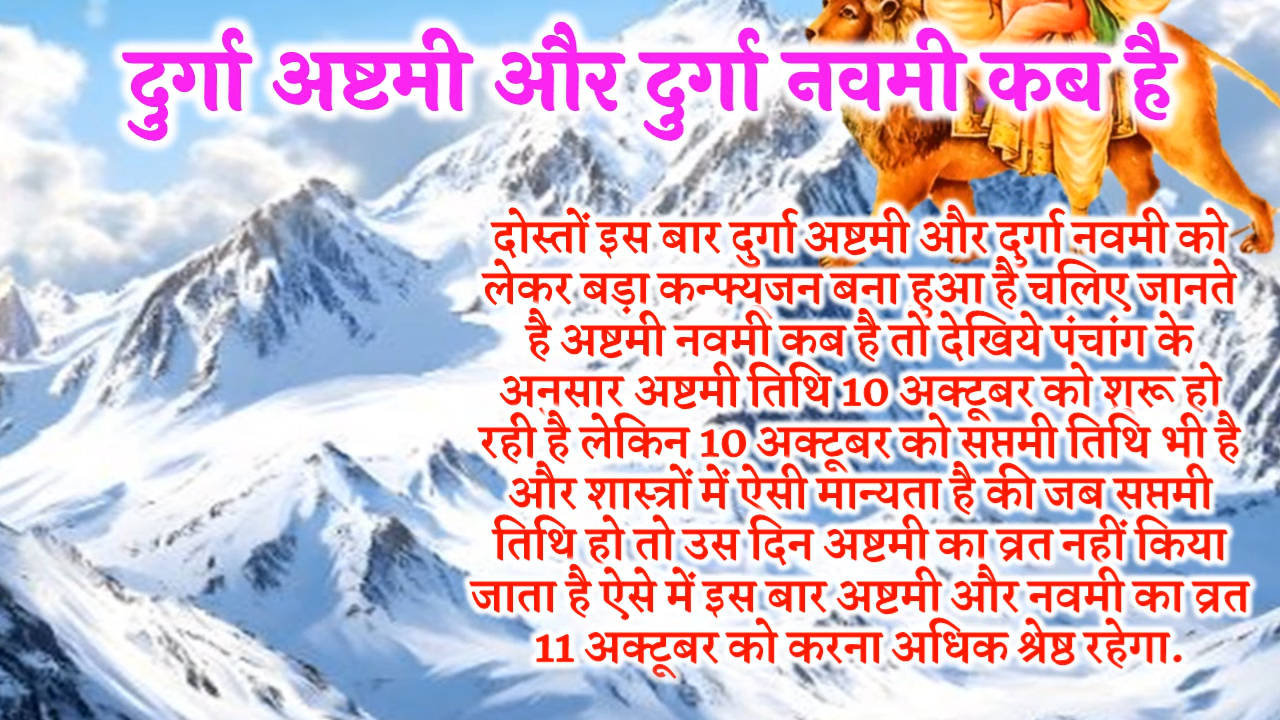 दुर्गा अष्टमी और दुर्गा नवमी कब है
दोस्तों इस बार दुर्गा अष्टमी और दुर्गा नवमी को
लेकर बड़ा कन्फ्यूजन बना हुआ है चलिए जानते
है अष्टमी नवमी कब है तो देखिये पंचांग के
अनुसार अष्टमी तिथि 10 अक्टूबर को शुरू हो
रही है लेकिन 10 अक्टूबर को सप्तमी तिथि भी है
और शास्त्रों में ऐसी मान्यता है की जब सप्तमी
तिथि हो तो उस दिन अष्टमी का व्रत नहीं किया
जाता है ऐसे में इस बार अष्टमी और नवमी का व्रत
11 अक्टूबर को करना अधिक श्रेष्ठ रहेगा.